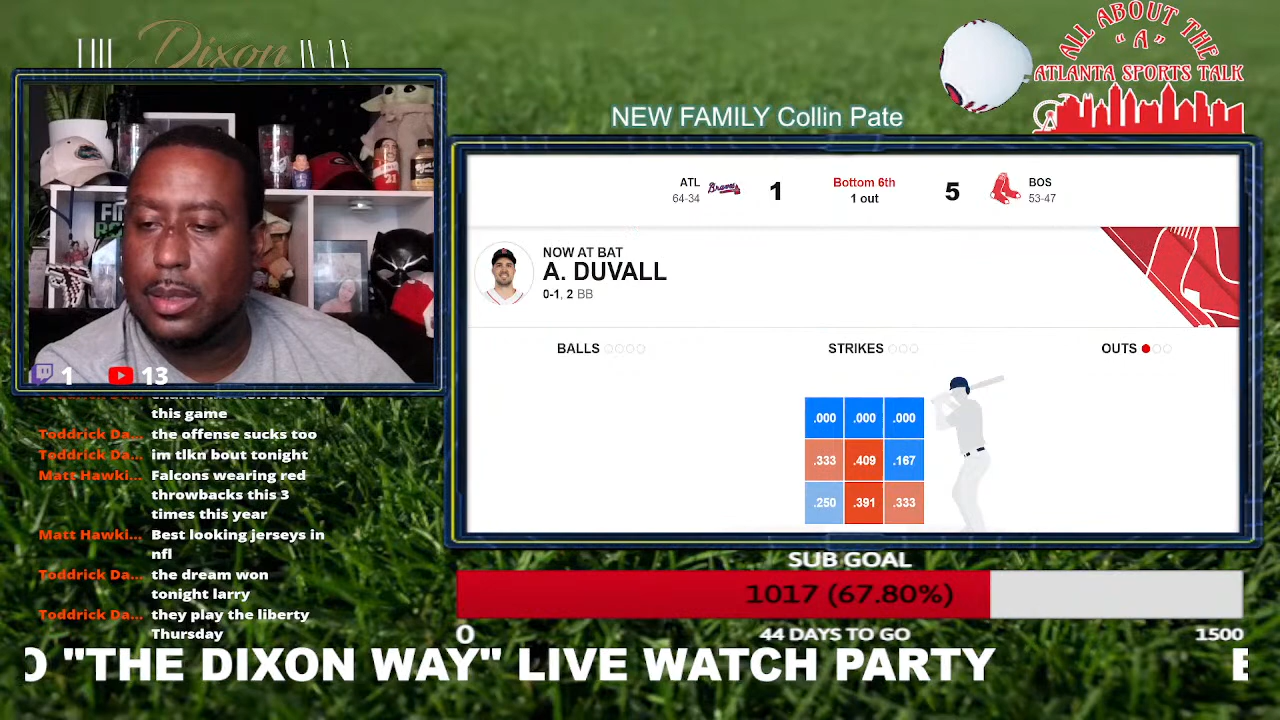 Dixon
ALL ABOUT THE
"A"
ATLANTA SPORTS TALK
NEW FAMILY Collin Pate
ATL
64-34
Braves
1
Bottom 6th
1 out
5
BOS
53-47
NOW AT BAT
A. DUVALL
0-1, 2 BB
BALLS
STRIKES
OUTS
.000 .000 .000
.333 .409 .167
.250 .391 .333
21
1
13
this game
Toddrick Da... the offense sucks too
Toddrick Da... im tlkn bout tonight
Matt Hawki... Falcons wearing red
throwbacks this 3
times this year
Matt Hawki... Best looking jerseys in
nfl
Toddrick Da... the dream won
tonight larry
Toddrick Da... they play the liberty
Thursday
SUB GOAL
1017 (67.80%)
0
44 DAYS TO GO
1500
"THE DIXON WAY" LIVE WATCH PARTY